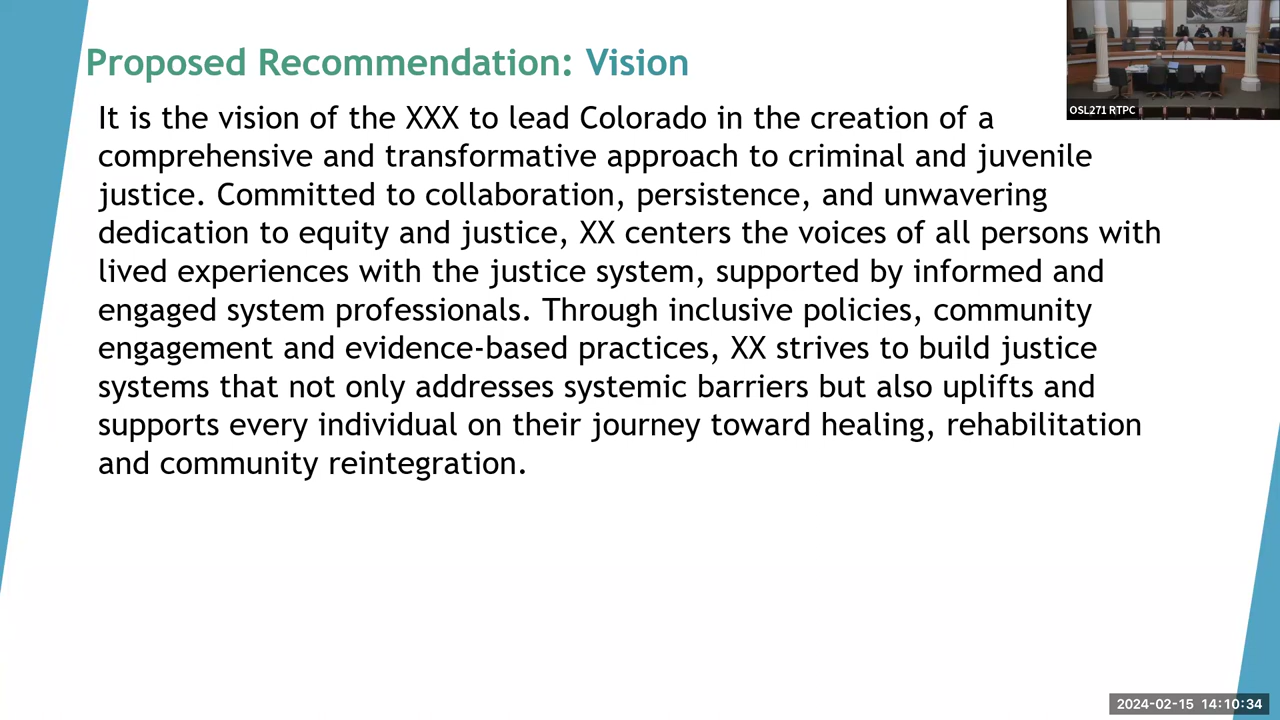 Proposed Recommendation: Vision
OSL271 RTPC
It is the vision of the XXX to lead Colorado in the creation of a
comprehensive and transformative approach to criminal and juvenile
justice. Committed to collaboration, persistence, and unwavering
dedication to equity and justice, XX centers the voices of all persons with
lived experiences with the justice system, supported by informed and
engaged system professionals. Through inclusive policies, community
engagement and evidence-based practices, XX strives to build justice
systems that not only addresses systemic barriers but also uplifts and
supports every individual on their journey toward healing, rehabilitation
and community reintegration.
2024-02-15 14:10:34